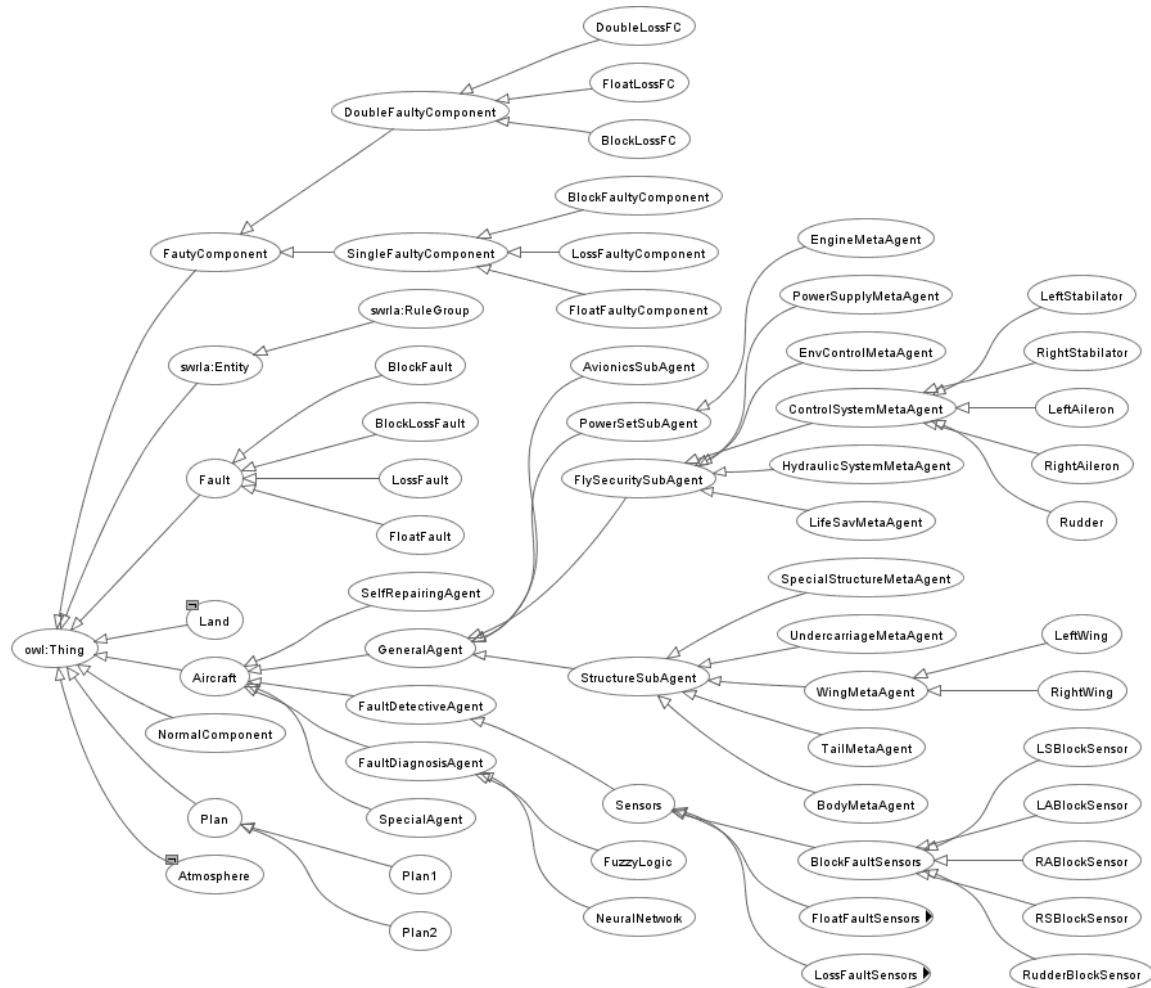 DoubleLossFC
FloatLossFC
DoubleFaultyComponent
BlockLossFC
BlockFaultyComponent
EngineMetaAgent
FautyComponent
SingleFaultyComponent
LossFaultyComponent
PowerSupplyMetaAgent
LeftStabilator
FloatFaultyComponent
swrla:RuleGroup
EnvControlMetaAgent
RightStabilator
swrla:Entity
BlockFault
AvionicsSubAgent
ControlSystemMetaAgent
LeftAileron
BlockLossFault
PowerSetSubAgent
HydraulicSystemMetaAgent
RightAileron
Fault
LossFault
FlySecuritySubAgent
LifeSavMetaAgent
Rudder
FloatFault
SpecialStructureMetaAgent
SelfRepairingAgent
Land
UndercarriageMetaAgent
LeftWing
owl:Thing
GeneralAgent
Aircraft
StructureSubAgent
WingMetaAgent
RightWing
FaultDetectiveAgent
NormalComponent
TailMetaAgent
LSBlockSensor
FaultDiagnosisAgent
Sensors
BodyMetaAgent
LABlockSensor
Plan
SpecialAgent
FuzzyLogic
BlockFaultSensors
RABlockSensor
Atmosphere
Plan1
NeuralNetwork
FloatFaultSensors
RSBlockSensor
Plan2
LossFaultSensors
RudderBlockSensor